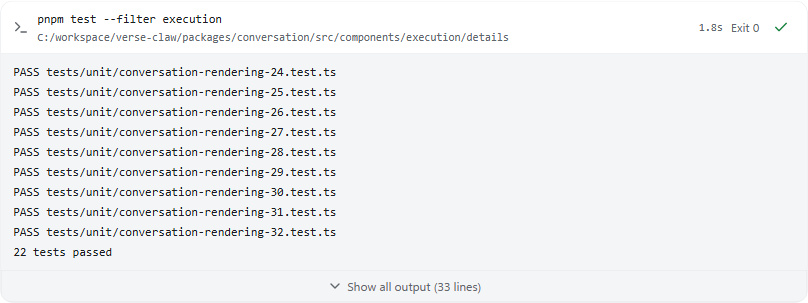 pnpm test --filter execution
C:/workspace/verse-claw/packages/conversation/src/components/execution/details
1.8s Exit 0
PASS tests/unit/conversation-rendering-24.test.ts
PASS tests/unit/conversation-rendering-25.test.ts
PASS tests/unit/conversation-rendering-26.test.ts
PASS tests/unit/conversation-rendering-27.test.ts
PASS tests/unit/conversation-rendering-28.test.ts
PASS tests/unit/conversation-rendering-29.test.ts
PASS tests/unit/conversation-rendering-30.test.ts
PASS tests/unit/conversation-rendering-31.test.ts
PASS tests/unit/conversation-rendering-32.test.ts
22 tests passed
Show all output (33 lines)